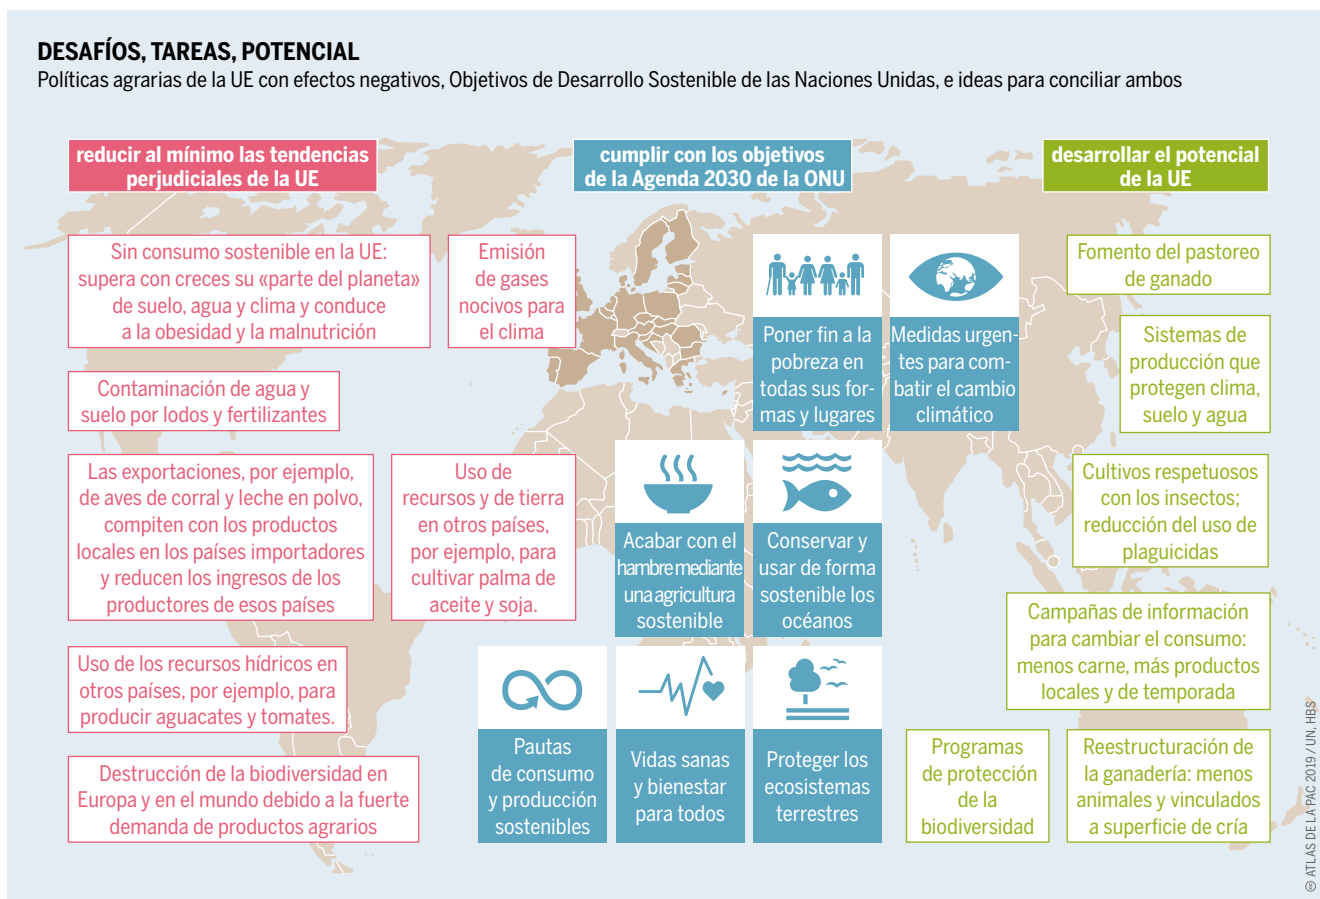 DESAFÍOS, TAREAS, POTENCIAL
Políticas agrarias de la UE con efectos negativos, Objetivos de Desarrollo Sostenible de las Naciones Unidas, e ideas para conciliar ambos
reducir al mínimo las tendencias
perjudiciales de la UE
Sin consumo sostenible en la UE:
supera con creces su «parte del planeta»
de suelo, agua y clima y conduce
a la obesidad y la malnutrición
Emisión
de gases
nocivos para
el clima
Contaminación de agua y
suelo por lodos y fertilizantes
Las exportaciones, por ejemplo,
de aves de corral y leche en polvo,
compiten con los productos
locales en los países importadores
y reducen los ingresos de los
productores de esos países
Uso de
recursos y de tierra
en otros países,
por ejemplo, para
cultivar palma de
aceite y soja.
Uso de los recursos hídricos en
otros países, por ejemplo, para
producir aguacates y tomates.
Destrucción de la biodiversidad en
Europa y en el mundo debido a la fuerte
demanda de productos agrarios
cumplir con los objetivos
de la Agenda 2030 de la ONU
Poner fin a la
pobreza en
todas sus for-
mas y lugares
Medidas urgen-
tes para com-
batir el cambio
climático
Acabar con el
hambre mediante
una agricultura
sostenible
Conservar y
usar de forma
sostenible los
océanos
Pautas
de consumo
y producción
sostenibles
Vidas sanas
y bienestar
para todos
Proteger los
ecosistemas
terrestres
desarrollar el potencial
de la UE
Fomento del pastoreo
de ganado
Sistemas de
producción que
protegen clima,
suelo y agua
Cultivos respetuosos
con los insectos;
reducción del uso de
plaguicidas
Campañas de información
para cambiar el consumo:
menos carne, más productos
locales y de temporada
Programas
de protección
de la
biodiversidad
Reestructuración de
la ganadería: menos
animales y vinculados
a superficie de cría
cc ATLAS DE LA PAC 2019 / UN, HBS